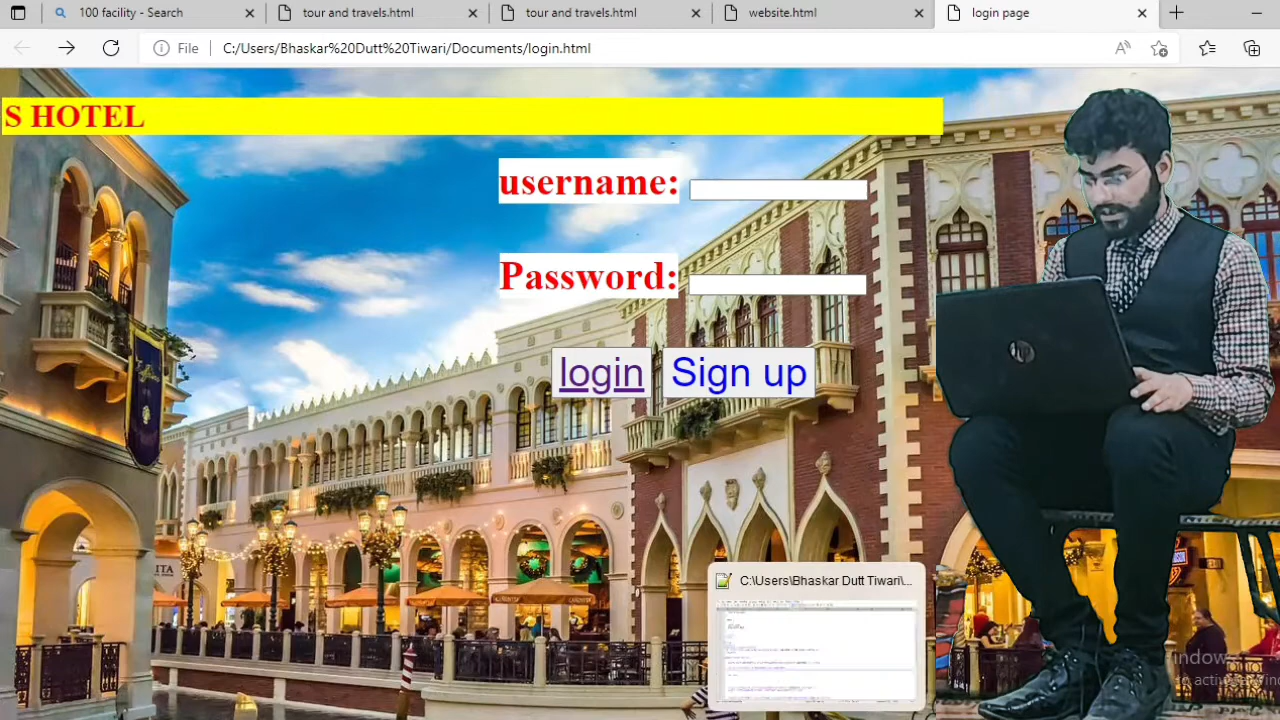 100 facility - Search
tour and travels.html
tour and travels.html
website.html
login page
File
C:/Users/Bhaskar%20Dutt%20Tiwari/Documents/login.html
S HOTEL
username:
Password:
login
Sign up
C:\Users\Bhaskar Dutt Tiwari\...